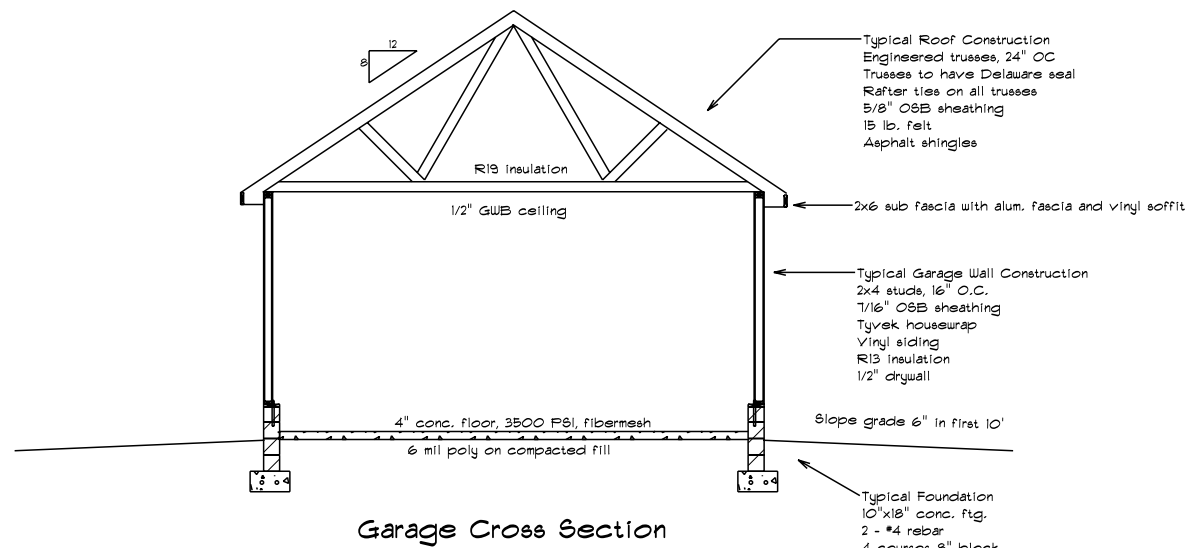 12
8
Typical Roof Construction
Engineered trusses, 24" OC
Trusses to have Delaware seal
Rafter ties on all trusses
5/8" OSB sheathing
15 lb. felt
Asphalt shingles
R19 insulation
1/2" GWB ceiling
2x6 sub fascia with alum. fascia and vinyl soffit
Typical Garage Wall Construction
2x4 studs, 16" O.C.
7/16" OSB sheathing
Tyvek housewrap
Vinyl siding
R13 insulation
1/2" drywall
4" conc. floor, 3500 PSI, fibermesh
Slope grade 6" in first 10'
6 mil poly on compacted fill
Typical Foundation
10"x18" conc. ftg.
2 - #4 rebar
4 courses 8" block
Garage Cross Section